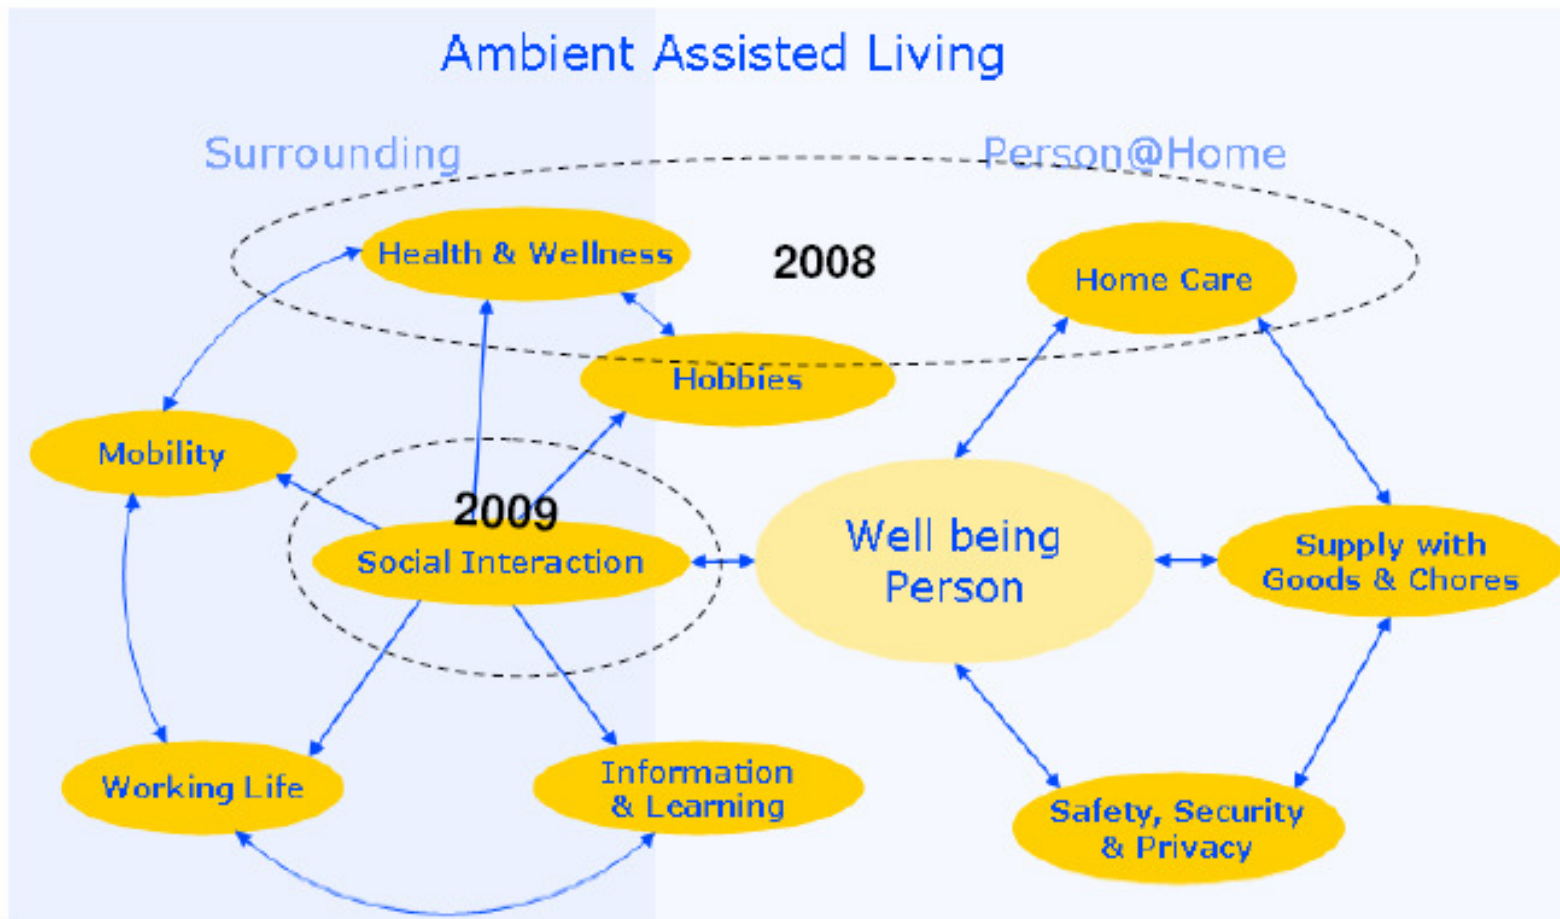 Ambient Assisted Living
Surrounding
Person@Home
Health & Wellness
2008
Home Care
Hobbies
Mobility
2009
Social Interaction
Well being
Person
Supply with
Goods & Chores
Working Life
Information
& Learning
Safety, Security
& Privacy